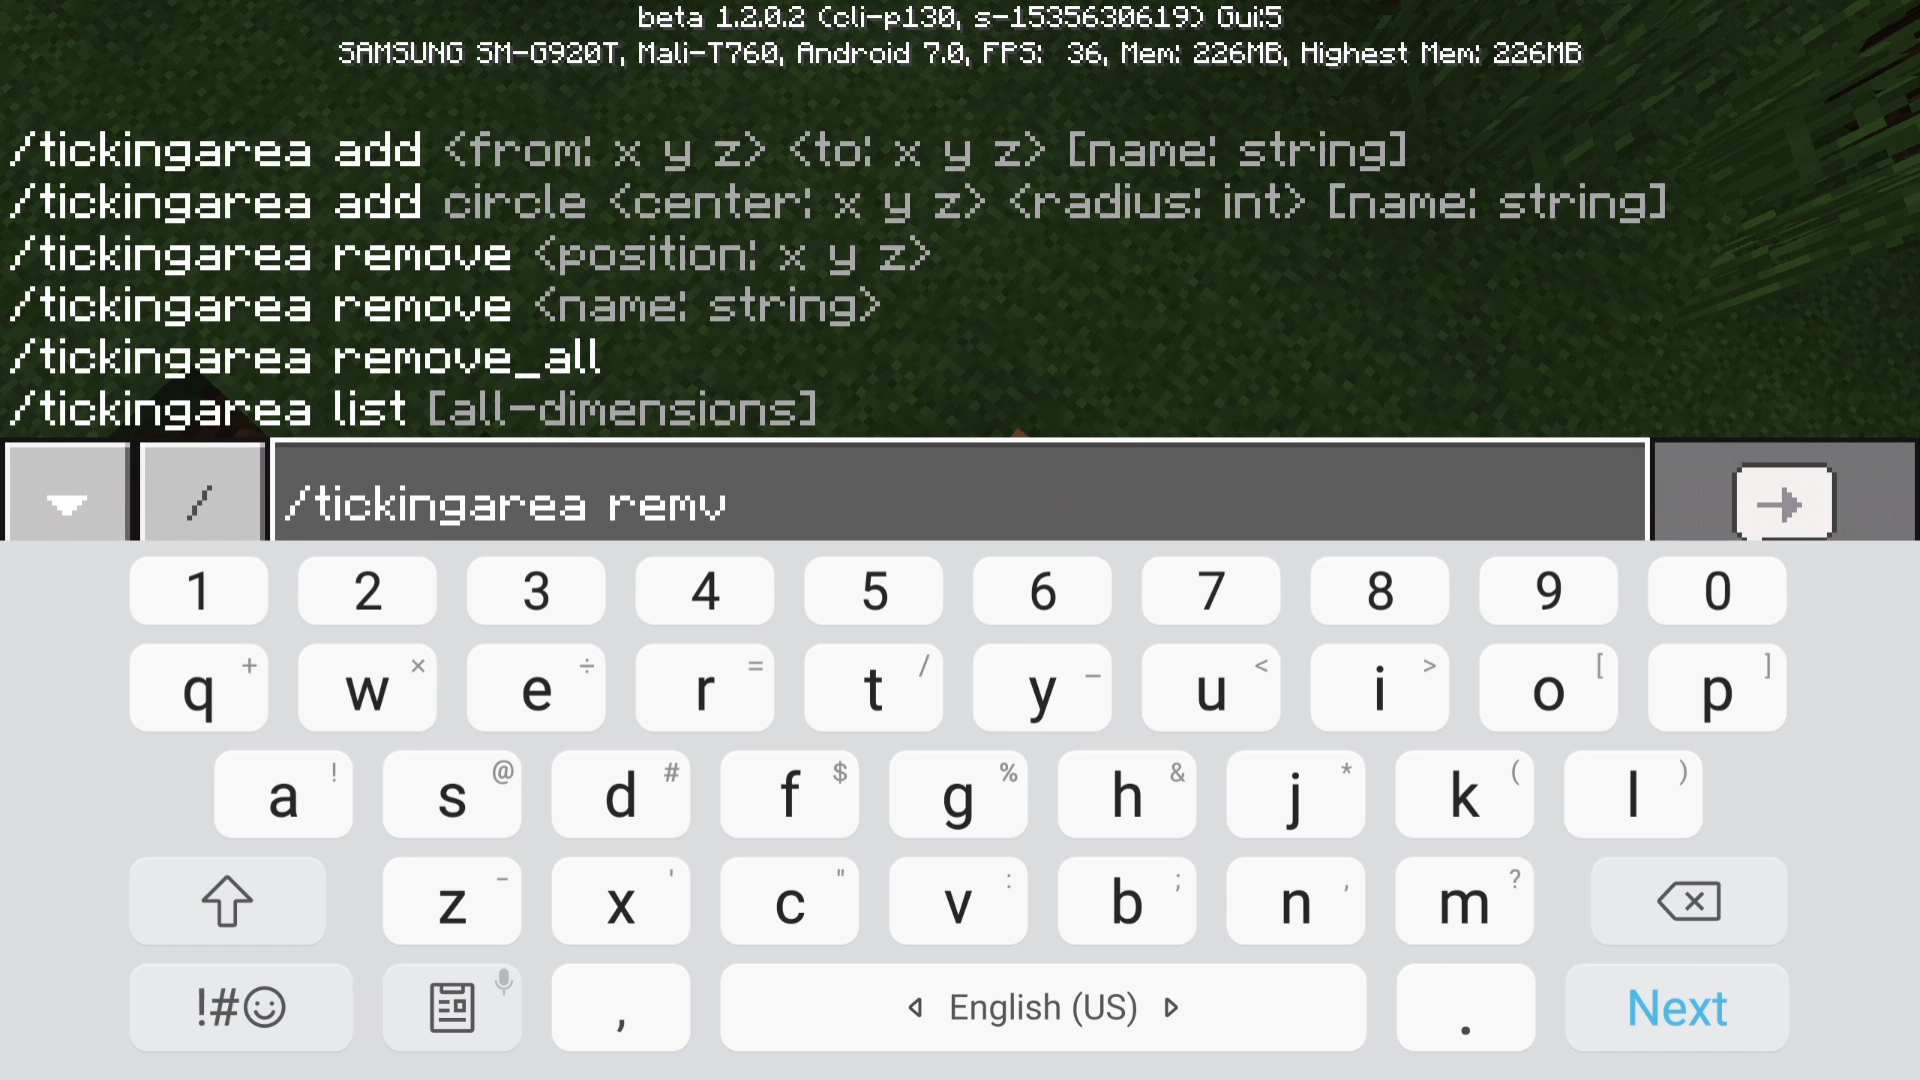 beta 1.2.0.2 (cli-p130, s-1535630619) Gui:5
SAMSUNG SM-G920T, Mali-T760, Android 7.0, FPS: 36, Mem: 226MB, Highest Mem: 226MB
/tickingarea add <from: x y z> <to: x y z> [name: string]
/tickingarea add circle <center: x y z> <radius: int> [name: string]
/tickingarea remove <position: x y z>
/tickingarea remove <name: string>
/tickingarea remove_all
/tickingarea list [all-dimensions]
/ /tickingarea remv
1 2 3 4 5 6 7 8 9 0
q + w × e ÷ r = t / y _ u < i > o [ p ]
a ! s @ d # f $ g % h & j * k ( l )
z - x ' c " v : b ; n , m ?
!#☺ , English (US) . Next